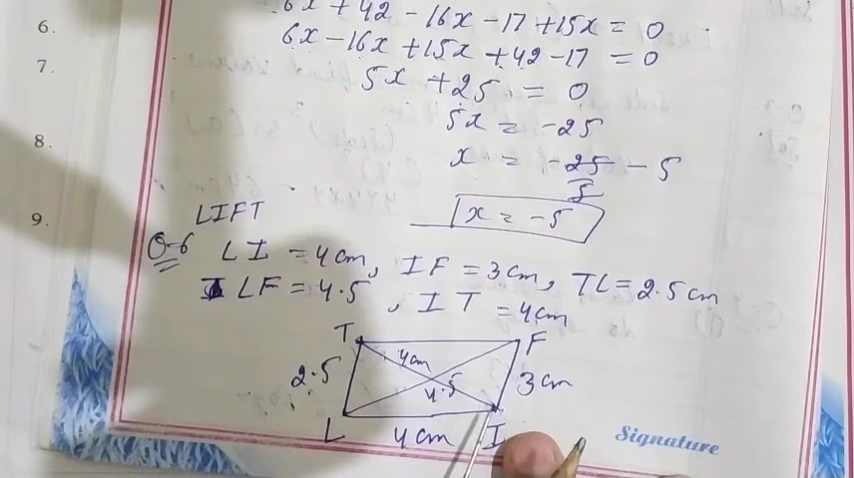 6.
6x + 42 - 16x - 17 + 15x = 0
6x - 16x + 15x + 42 - 17 = 0
7.
5x + 25 = 0
5x = -25
8.
x = -25 - 5
5
x = -5
9.
LIFT
Q-6 LI = 4cm, IF = 3cm, TL = 2.5cm
LF = 4.5, IT = 4cm
T F
4cm
2.5 4.5 3cm
L 4cm I
Signature